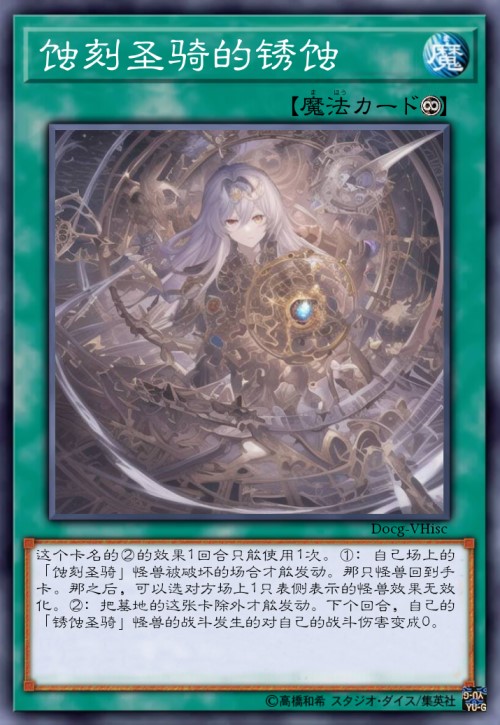 蚀刻圣骑的锈蚀
魔
まほう
【魔法カード】
Docg-VHisc
这个卡名的②的效果1回合只能使用1次。①：自己场上的
「蚀刻圣骑」怪兽被破坏的场合才能发动。那只怪兽回到手
卡。那之后，可以选对方场上1只表侧表示的怪兽效果无效
化。②：把墓地的这张卡除外才能发动。下个回合，自己的
「锈蚀圣骑」怪兽的战斗发生的对自己的战斗伤害变成0。
©高橋和希 スタジオ・ダイス/集英社